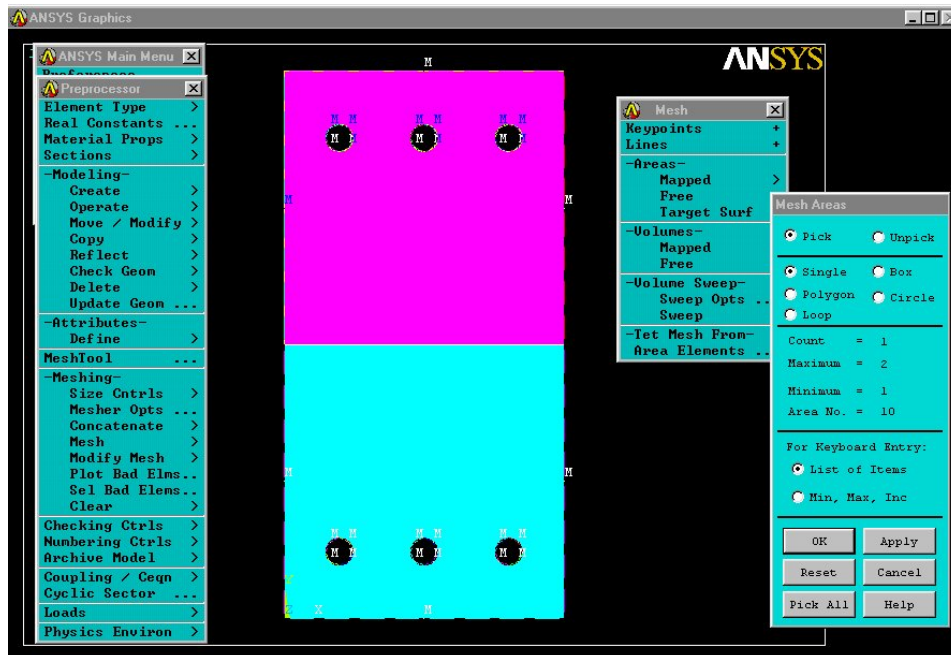 ANSYS Graphics
ANSYS Main Menu
Preprocessor
Element Type >
Real Constants ...
Material Props >
Sections >
-Modeling-
Create >
Operate >
Move / Modify >
Copy >
Reflect >
Check Geom >
Delete >
Update Geom ...
-Attributes-
Define >
MeshTool ...
-Meshing-
Size Cntrls >
Mesher Opts ...
Concatenate >
Mesh >
Modify Mesh >
Plot Bad Elms..
Sel Bad Elems..
Clear >
Checking Ctrls >
Numbering Ctrls >
Archive Model >
Coupling / Ceqn >
Cyclic Sector ...
Loads >
Physics Environ >
M
M M M M M M
M M M M M
M M
M M
M M M M M M
M M M M M M
Y
Z X M
ANSYS
Mesh
Keypoints +
Lines +
-Areas-
Mapped >
Free
Target Surf
-Volumes-
Mapped
Free
-Volume Sweep-
Sweep Opts ..
Sweep
-Tet Mesh From-
Area Elements ..
Mesh Areas
Pick Unpick
Single Box
Polygon Circle
Loop
Count = 1
Maximum = 2
Minimum = 1
Area No. = 10
For Keyboard Entry:
List of Items
Min, Max, Inc
OK Apply
Reset Cancel
Pick All Help